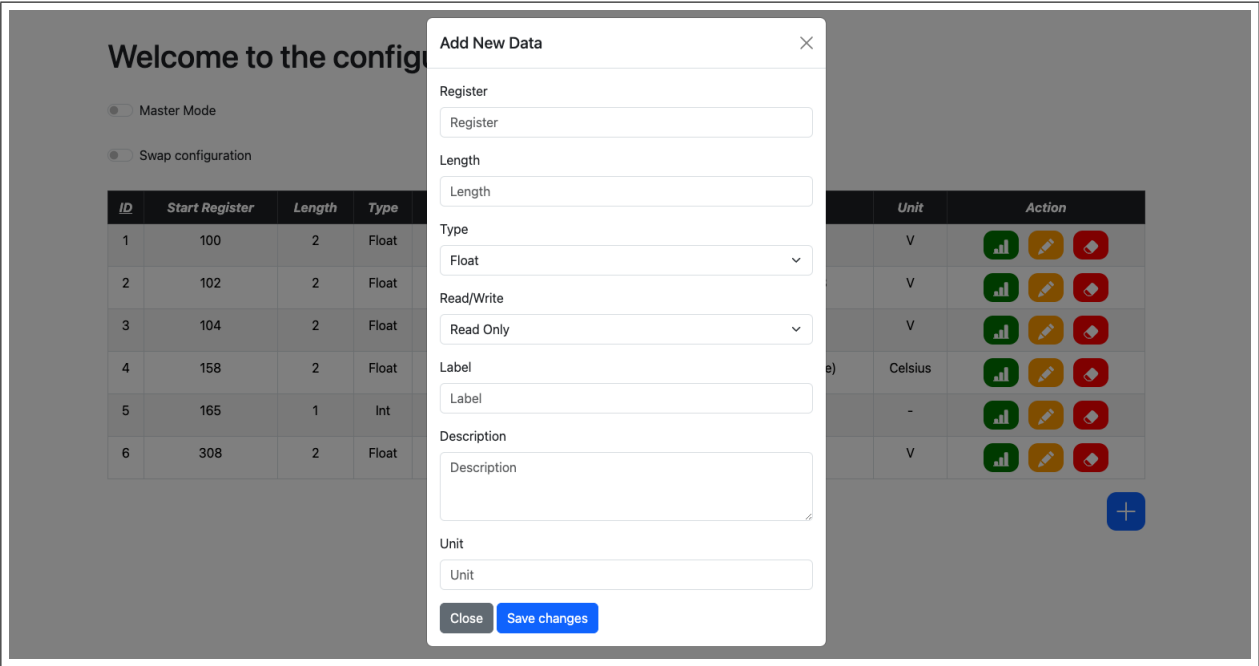 Welcome to the
Add New Data
Master Mode
Swap configuration
Register
Register
Length
Length
Type
Float
Read/Write
Read Only
Label
Label
Description
Description
Unit
Unit
Close Save changes
ID Start Register Length Type Unit Action
1 100 2 Float V
2 102 2 Float V
3 104 2 Float V
4 158 2 Float Celsius
5 165 1 Int -
6 308 2 Float V